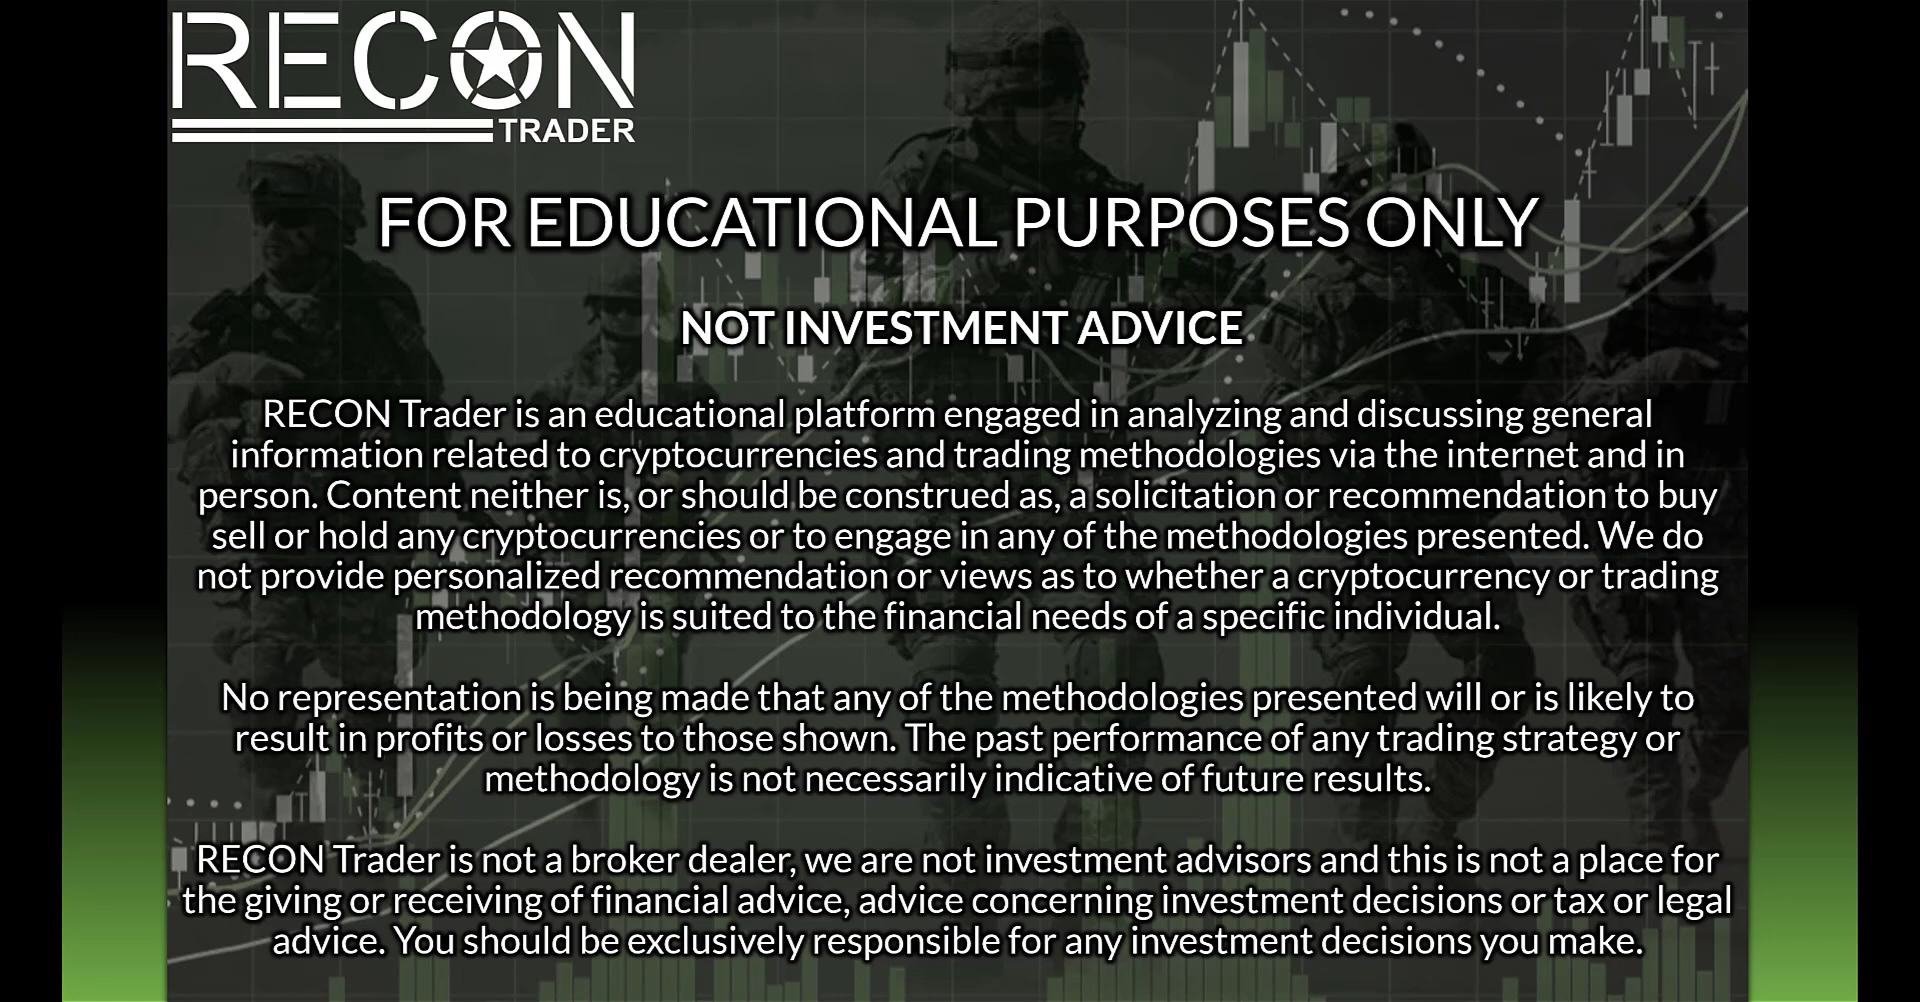 RECON
TRADER
FOR EDUCATIONAL PURPOSES ONLY
NOT INVESTMENT ADVICE
RECON Trader is an educational platform engaged in analyzing and discussing general
information related to cryptocurrencies and trading methodologies via the internet and in
person. Content neither is, or should be construed as, a solicitation or recommendation to buy
sell or hold any cryptocurrencies or to engage in any of the methodologies presented. We do
not provide personalized recommendation or views as to whether a cryptocurrency or trading
methodology is suited to the financial needs of a specific individual.
No representation is being made that any of the methodologies presented will or is likely to
result in profits or losses to those shown. The past performance of any trading strategy or
methodology is not necessarily indicative of future results.
RECON Trader is not a broker dealer, we are not investment advisors and this is not a place for
the giving or receiving of financial advice, advice concerning investment decisions or tax or legal
advice. You should be exclusively responsible for any investment decisions you make.